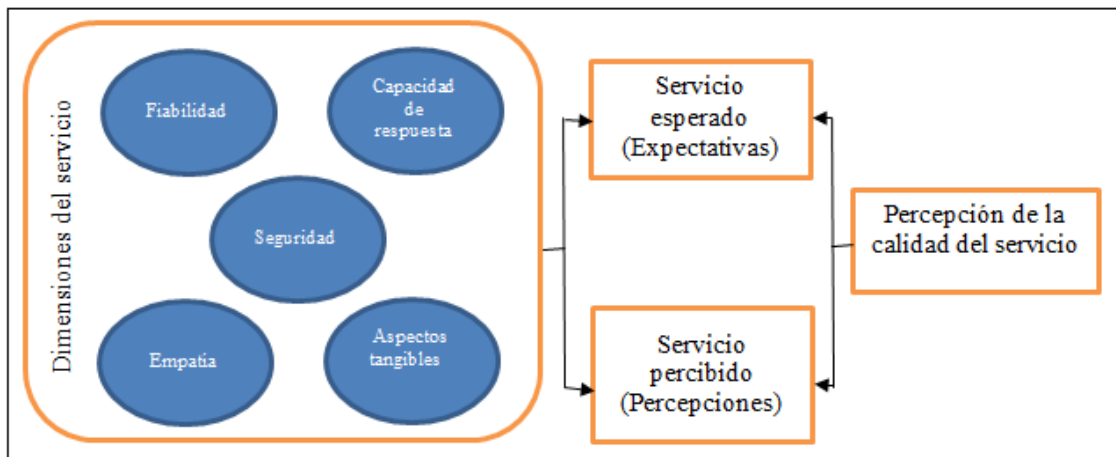 Dimensiones del servicio
Fiabilidad
Capacidad
de
respuesta
Seguridad
Empatía
Aspectos
tangibles
Servicio
esperado
(Expectativas)
Servicio
percibido
(Percepciones)
Percepción de la
calidad del servicio